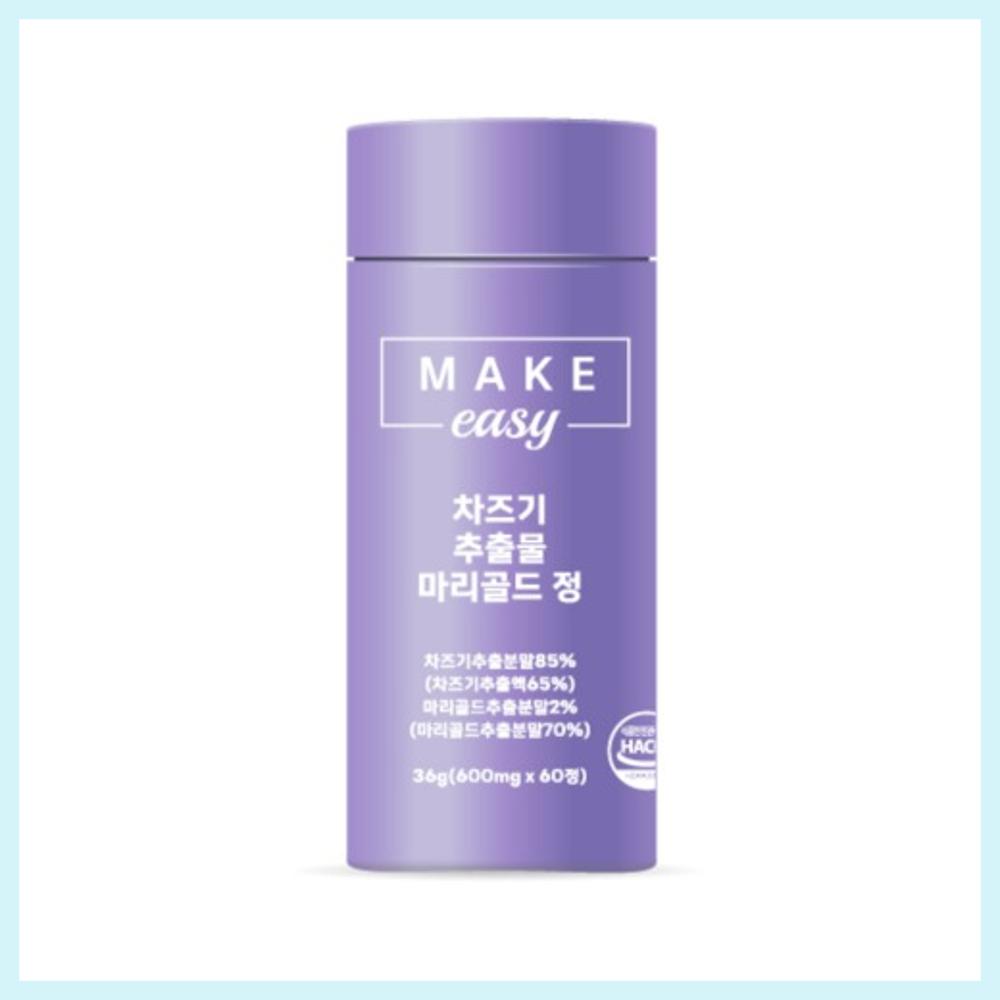 MAKE
easy
차즈기
추출물
마리골드 정
차즈기추출분말85%
(차즈기추출액65%)
마리골드추출분말2%
(마리골드추출분말70%)
HAC
36g(600mg x 60정)